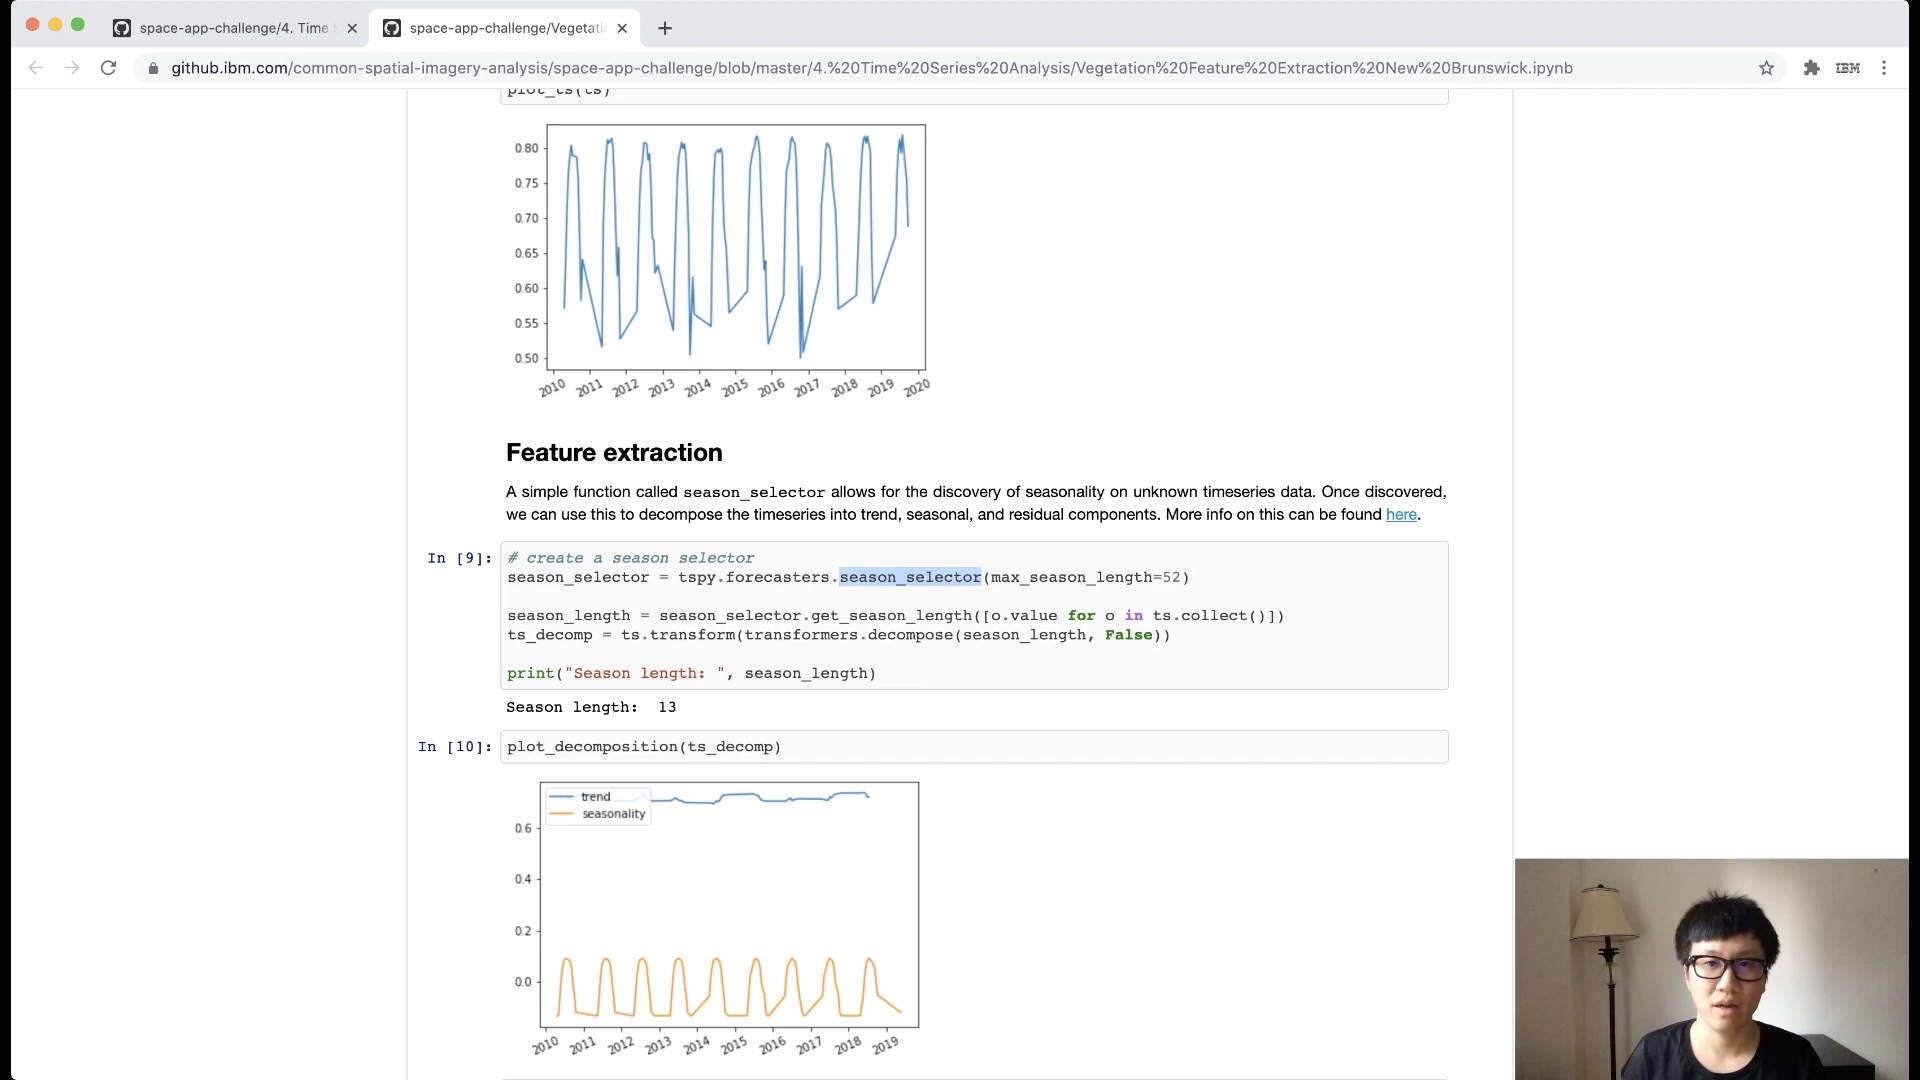 space-app-challenge/4. Time
space-app-challenge/Vegetati
github.ibm.com/common-spatial-imagery-analysis/space-app-challenge/blob/master/4.%20Time%20Series%20Analysis/Vegetation%20Feature%20Extraction%20New%20Brunswick.ipynb
IBM
plot_ts(ts)
0.80
0.75
0.70
0.65
0.60
0.55
0.50
2010 2011 2012 2013 2014 2015 2016 2017 2018 2019 2020
Feature extraction
A simple function called season_selector allows for the discovery of seasonality on unknown timeseries data. Once discovered,
we can use this to decompose the timeseries into trend, seasonal, and residual components. More info on this can be found here.
In [9]:
# create a season selector
season_selector = tspy.forecasters.season_selector(max_season_length=52)
season_length = season_selector.get_season_length([o.value for o in ts.collect()])
ts_decomp = ts.transform(transformers.decompose(season_length, False))
print("Season length: ", season_length)
Season length:  13
In [10]:
plot_decomposition(ts_decomp)
trend
seasonality
0.6
0.4
0.2
0.0
2010 2011 2012 2013 2014 2015 2016 2017 2018 2019